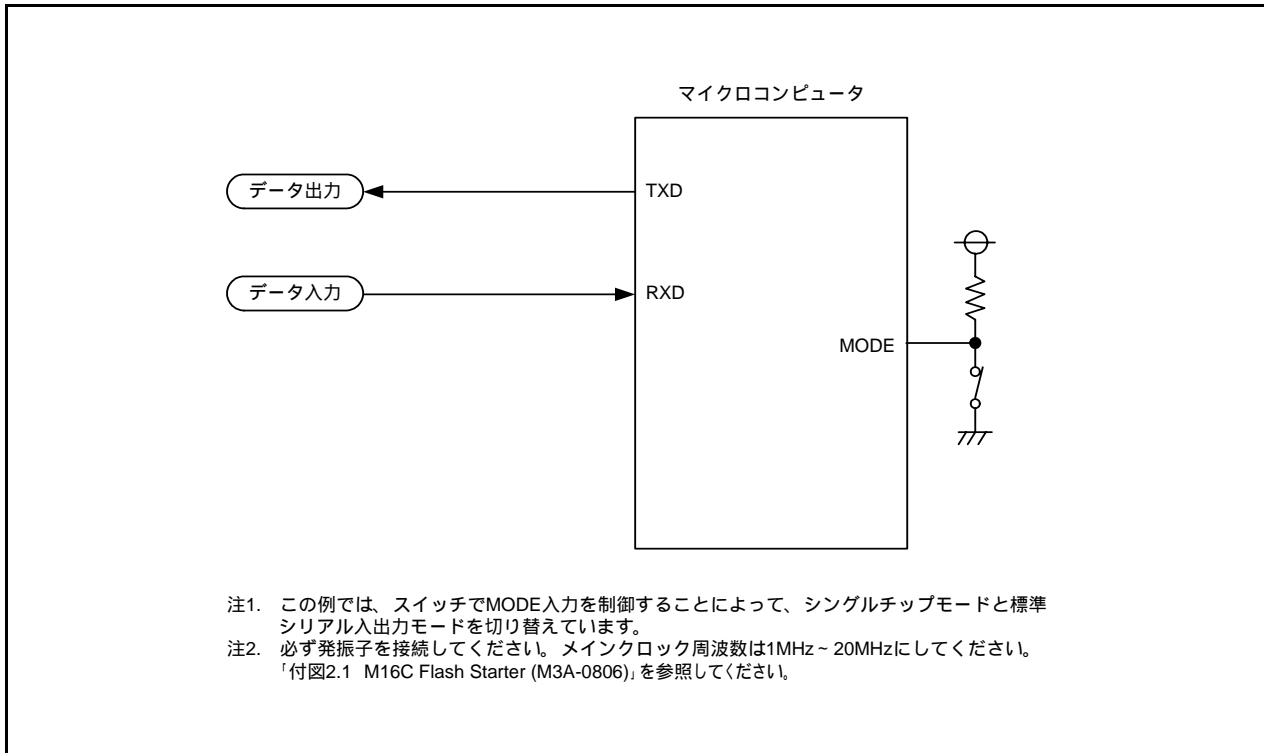 マイクロコンピュータ
データ出力
TXD
データ入力
RXD
MODE
注1. この例では、スイッチでMODE入力を制御することによって、シングルチップモードと標準
シリアル入出力モードを切り替えています。
注2. 必ず発振子を接続してください。メインクロック周波数は1MHz~20MHzにしてください。
「付図2.1 M16C Flash Starter (M3A-0806)」を参照してください。